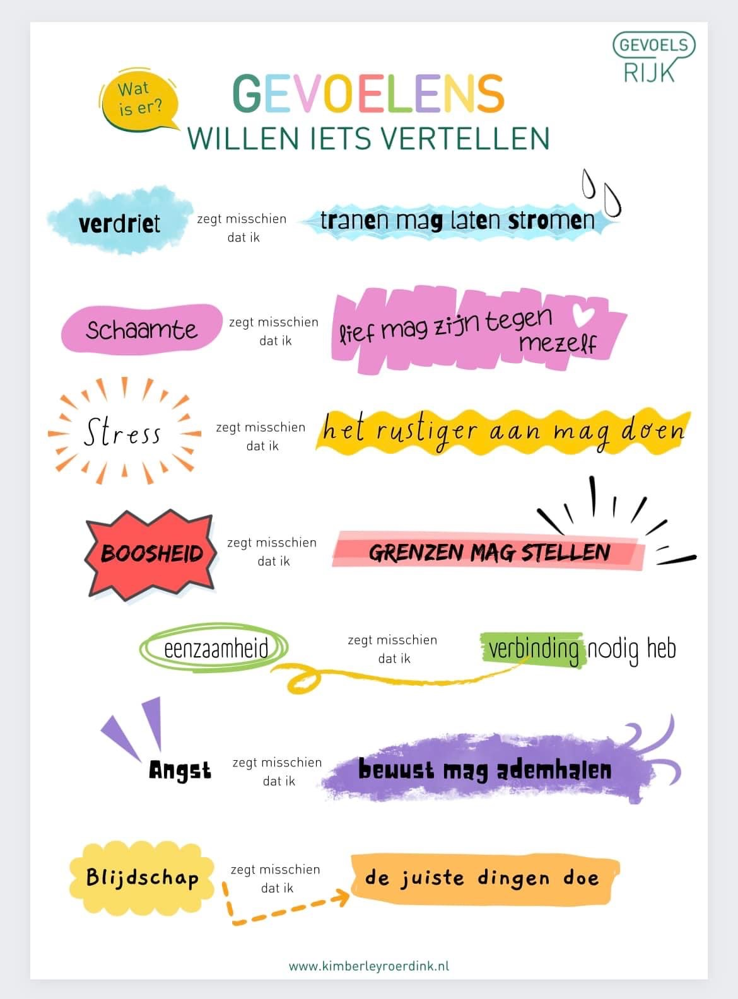 GEVOELS
RIJK
Wat
is er?
GEVOELENS
WILLEN IETS VERTELLEN
verdriet
zegt misschien
dat ik
tranen mag laten stromen
Schaamte
zegt misschien
dat ik
lief mag zijn tegen
mezelf
Stress
zegt misschien
dat ik
het rustiger aan mag doen
BOOSHEID
zegt misschien
dat ik
GRENZEN MAG STELLEN
eenzaamheid
zegt misschien
dat ik
verbinding nodig heb
Angst
zegt misschien
dat ik
bewust mag ademhalen
Blijdschap
zegt misschien
dat ik
de juiste dingen doe
www.kimberleyroerdink.nl